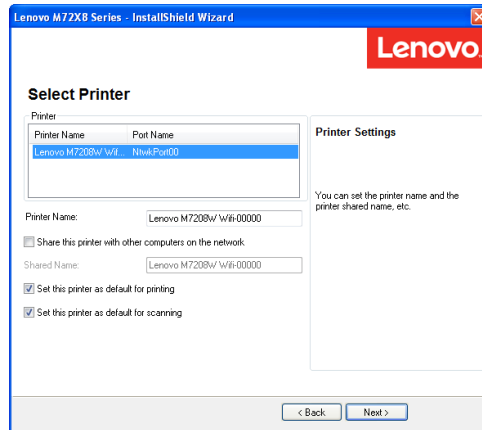 Lenovo M72X8 Series - InstallShield Wizard
Lenovo
Select Printer
Printer
Printer Name Port Name
Lenovo M7208W Wif... NtwkPort00
Printer Name: Lenovo M7208W Wifi-00000
Share this printer with other computers on the network
Shared Name: Lenovo M7208W Wifi-00000
Set this printer as default for printing
Set this printer as default for scanning
Printer Settings
You can set the printer name and the
printer shared name, etc.
< Back Next >